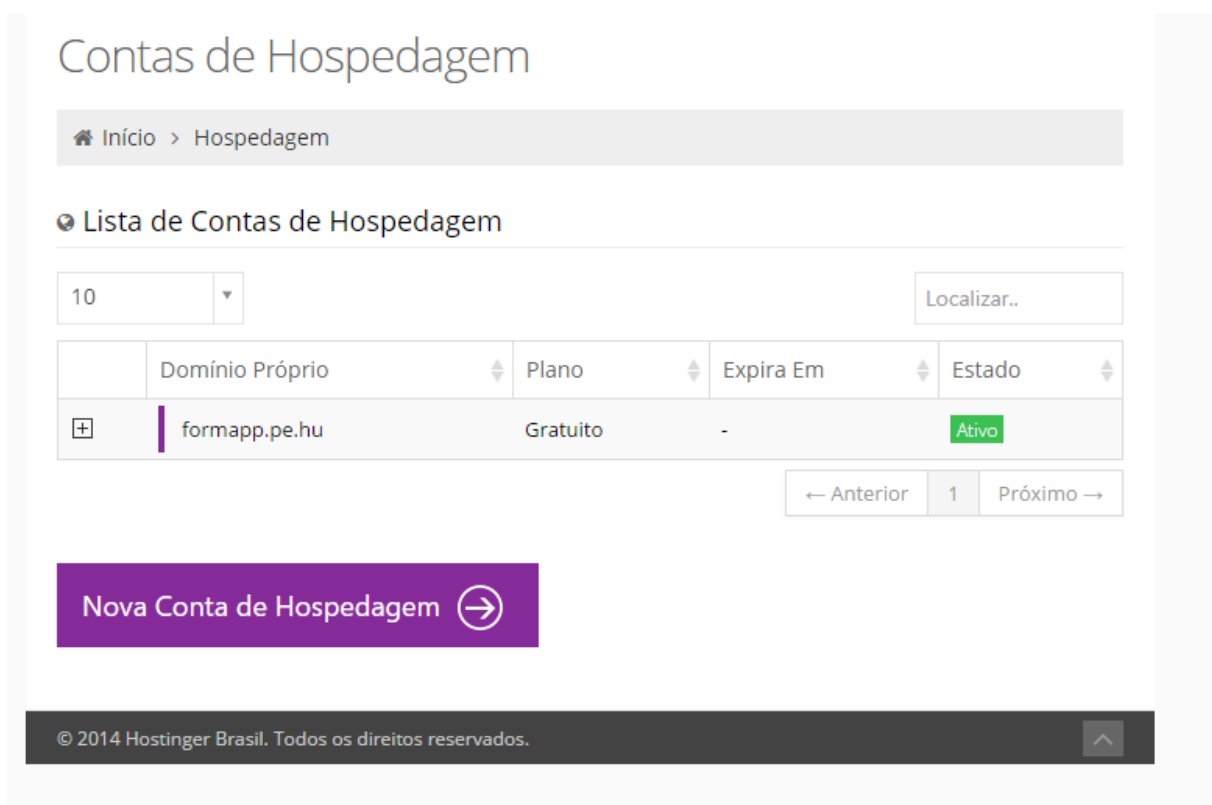 Contas de Hospedagem
Início > Hospedagem
Lista de Contas de Hospedagem
10 Localizar..
Domínio Próprio Plano Expira Em Estado
formapp.pe.hu Gratuito - Ativo
← Anterior 1 Próximo →
Nova Conta de Hospedagem
© 2014 Hostinger Brasil. Todos os direitos reservados.